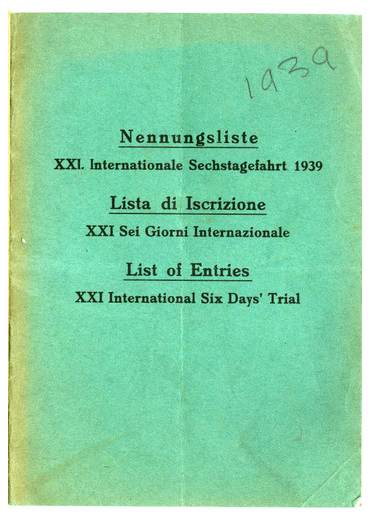 1939
Nennungsliste
XXI. Internationale Sechstagefahrt 1939
Lista di Iscrizione
XXI Sei Giorni Internazionale
List of Entries
XXI International Six Days' Trial